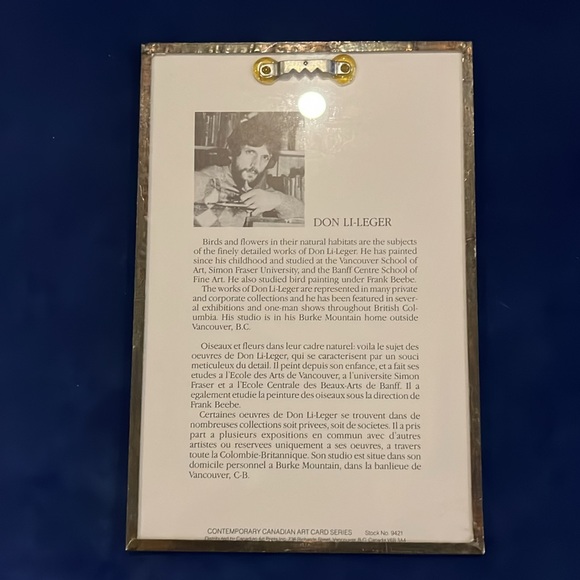 DON LI-LEGER
Birds and flowers in their natural habitats are the subjects
of the finely detailed works of Don Li-Leger. He has painted
since his childhood and studied at the Vancouver School of
Art, Simon Fraser University, and the Banff Centre School of
Fine Art. He also studied bird painting under Frank Beebe.
The works of Don Li-Leger are represented in many private
and corporate collections and he has been featured in sever-
al exhibitions and one-man shows throughout British Col-
umbia. His studio is in his Burke Mountain home outside
Vancouver, B.C.
Oiseaux et fleurs dans leur cadre naturel: voila le sujet des
oeuvres de Don Li-Leger, qui se caracterisent par un souci
meticuleux du detail. Il peint depuis son enfance, et a fait ses
etudes a l'Ecole des Arts de Vancouver, a l'universite Simon
Fraser et a l'Ecole Centrale des Beaux-Arts de Banff. Il a
egalement etudie la peinture des oiseaux sous la direction de
Frank Beebe.
Certaines oeuvres de Don Li-Leger se trouvent dans de
nombreuses collections soit privees, soit de societes. Il a pris
part a plusieurs expositions en commun avec d'autres
artistes ou reservees uniquement a ses oeuvres, a travers
toute la Colombie-Britannique. Son studio est situe dans son
domicile personnel a Burke Mountain, dans la banlieue de
Vancouver, C-B.
CONTEMPORARY CANADIAN ART CARD SERIES Stock No. 9421
Distributed by Canadian Art Prints Inc. Vancouver, B.C. Canada